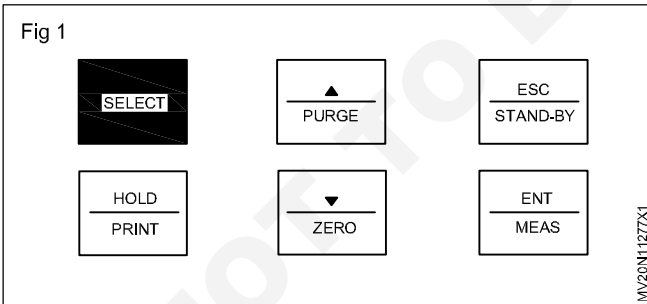 Fig 1
SELECT
▲
PURGE
ESC
STAND-BY
HOLD
PRINT
▼
ZERO
ENT
MEAS
MV20N11277X1